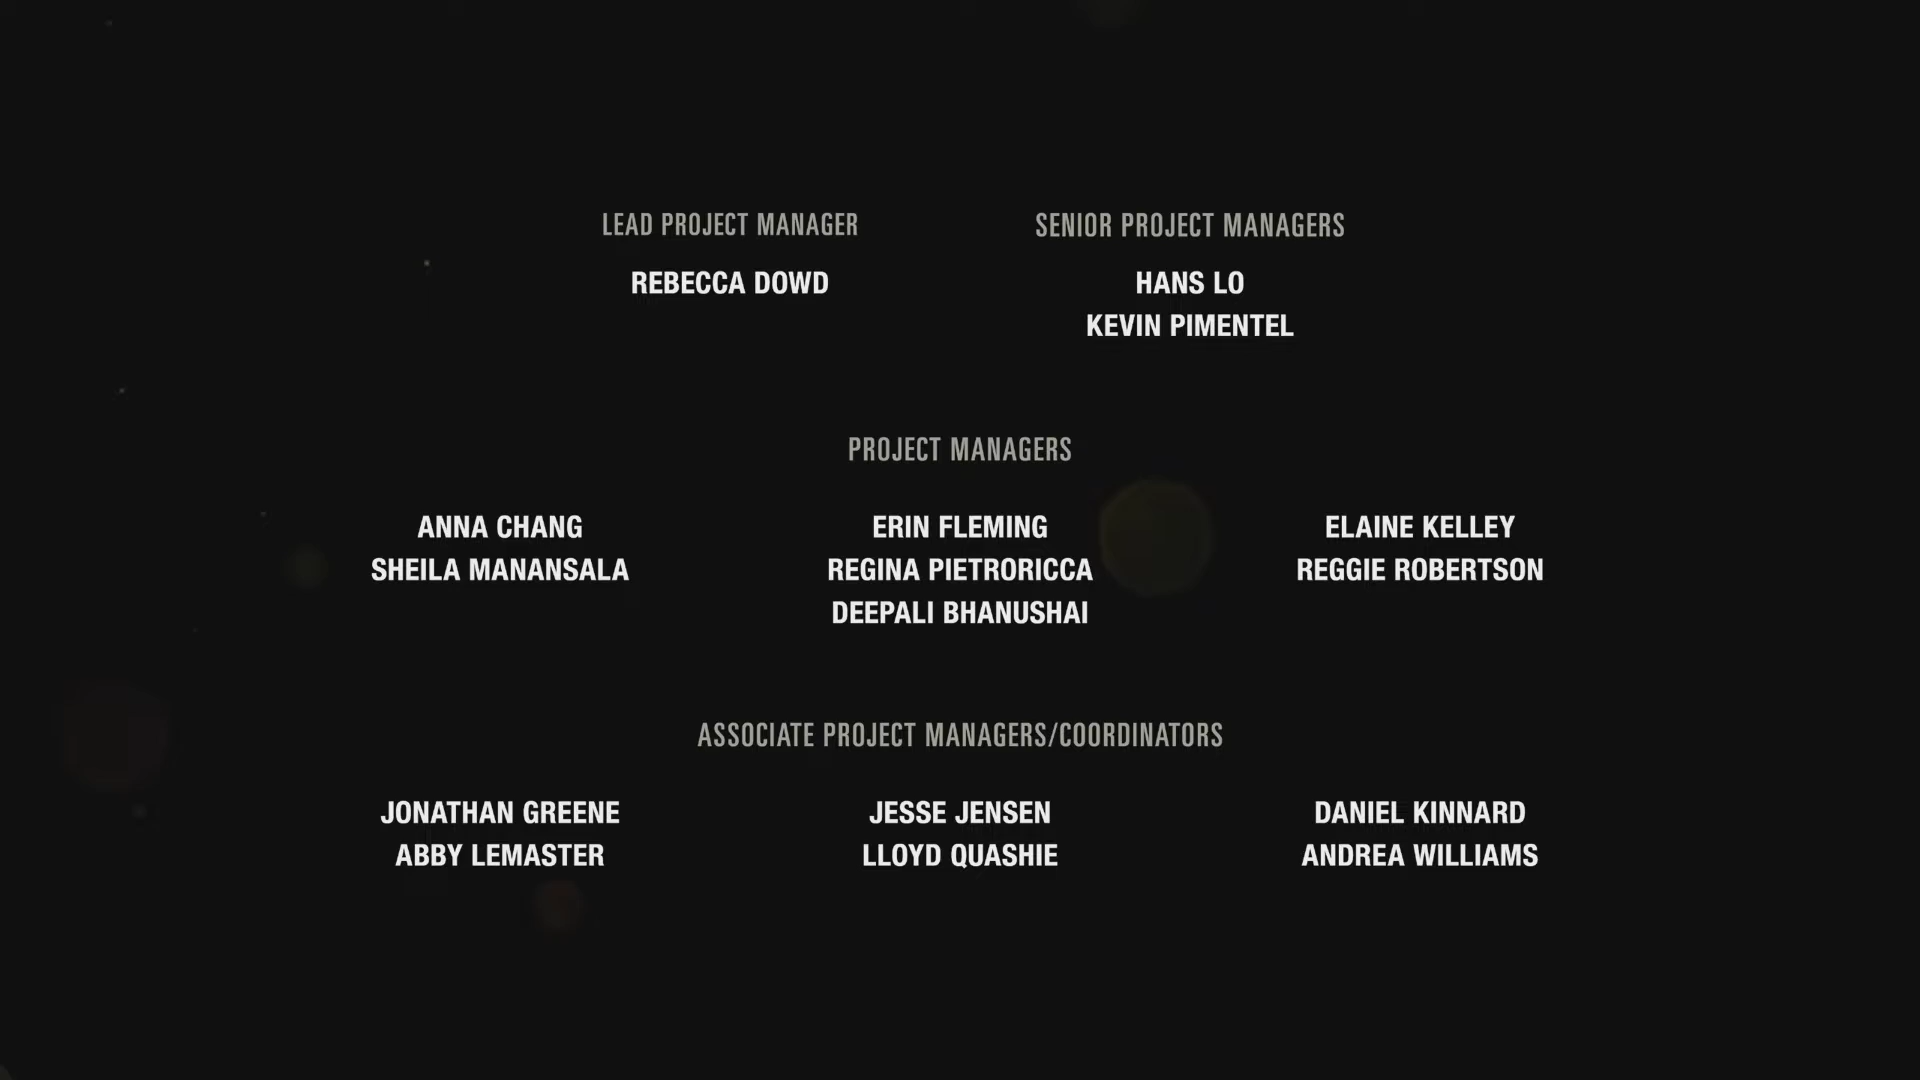 LEAD PROJECT MANAGER
REBECCA DOWD
SENIOR PROJECT MANAGERS
HANS LO
KEVIN PIMENTEL
PROJECT MANAGERS
ANNA CHANG
SHEILA MANANSALA
ERIN FLEMING
REGINA PIETRORICCA
DEEPALI BHANUSHAI
ELAINE KELLEY
REGGIE ROBERTSON
ASSOCIATE PROJECT MANAGERS/COORDINATORS
JONATHAN GREENE
ABBY LEMASTER
JESSE JENSEN
LLOYD QUASHIE
DANIEL KINNARD
ANDREA WILLIAMS